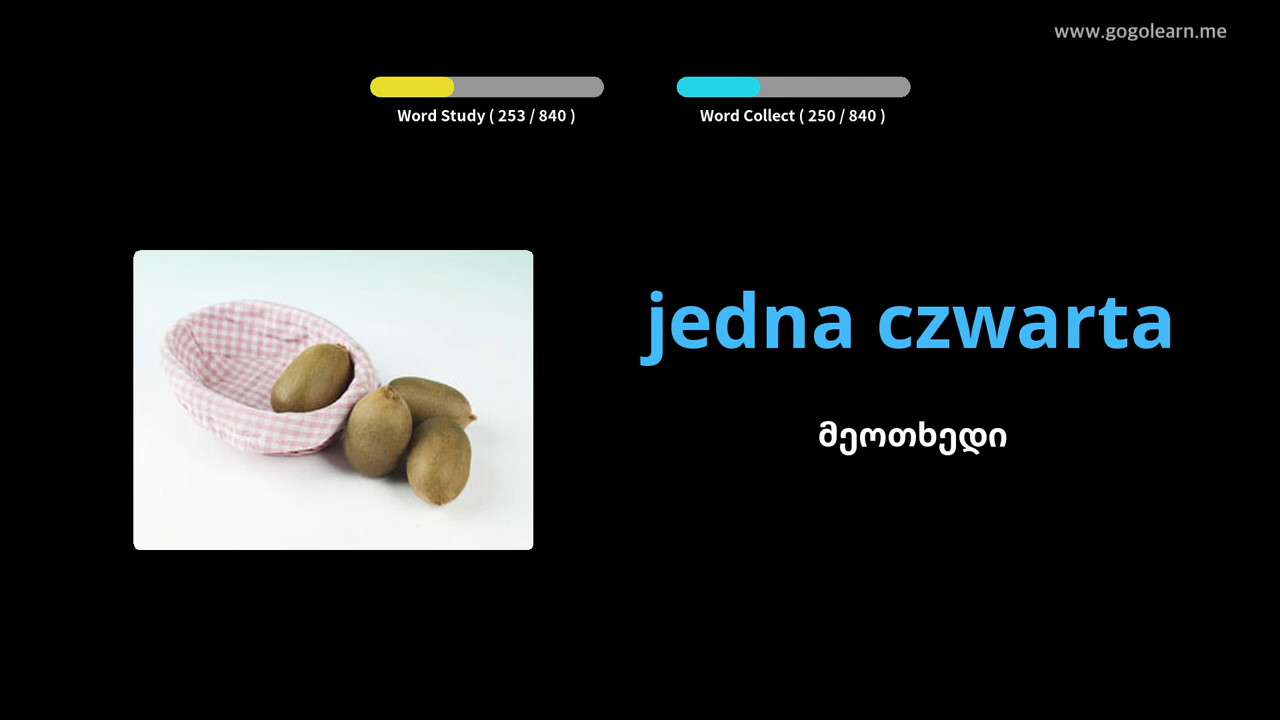 www.gogolearn.me
Word Study ( 253 / 840 )
Word Collect ( 250 / 840 )
jedna czwarta
მეოთხედი